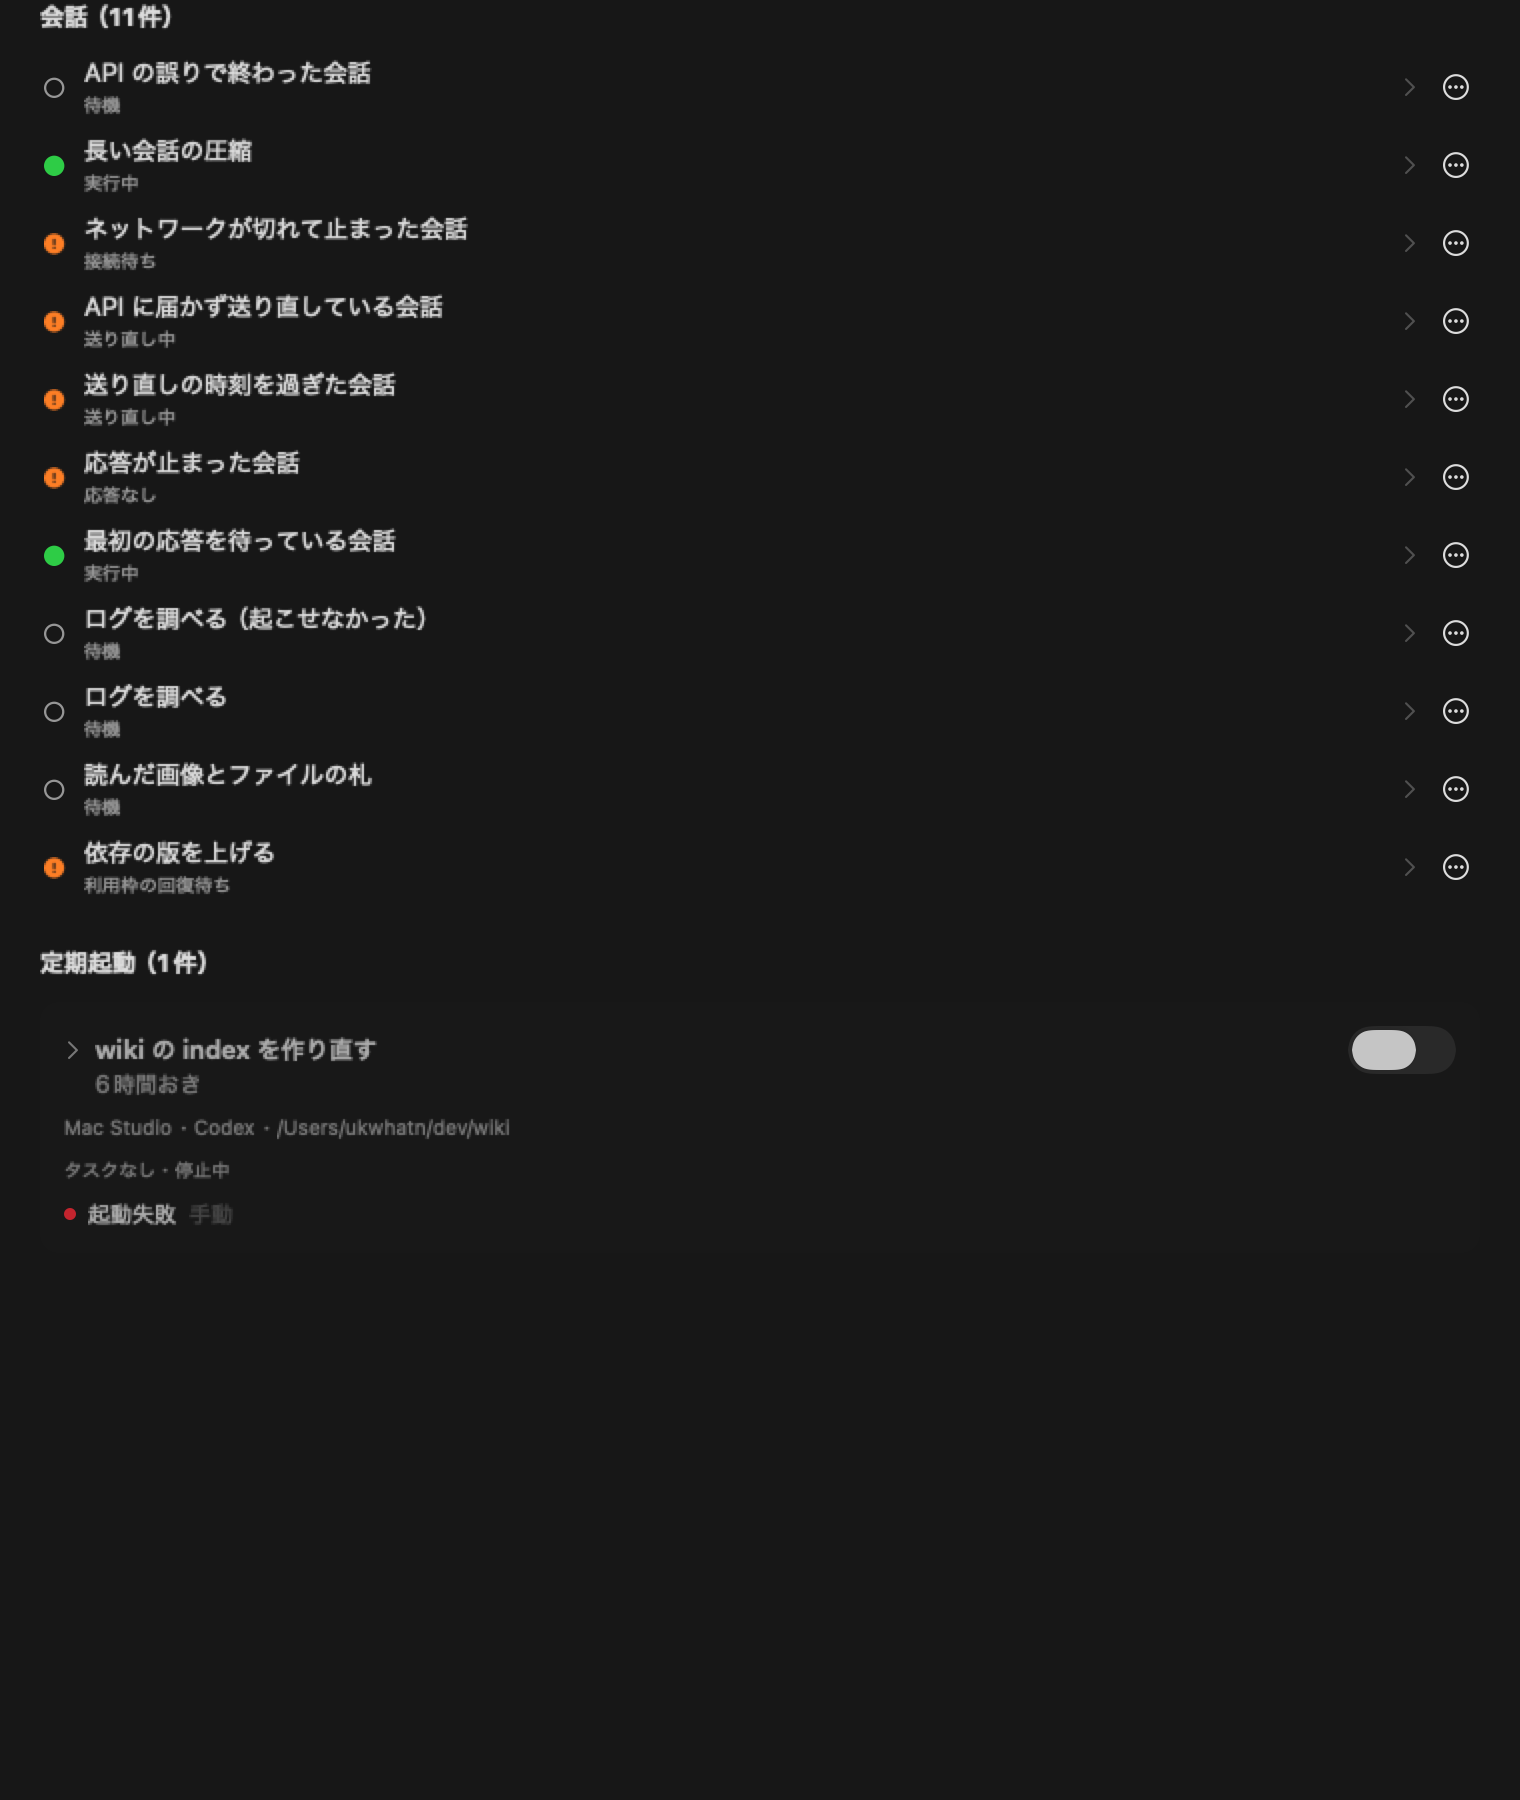 会話（11件）
API の誤りで終わった会話
待機
長い会話の圧縮
実行中
ネットワークが切れて止まった会話
接続待ち
API に届かず送り直している会話
送り直し中
送り直しの時刻を過ぎた会話
送り直し中
応答が止まった会話
応答なし
最初の応答を待っている会話
実行中
ログを調べる（起こせなかった）
待機
ログを調べる
待機
読んだ画像とファイルの札
待機
依存の版を上げる
利用枠の回復待ち
定期起動（1件）
wiki の index を作り直す
6時間おき
Mac Studio・Codex・/Users/ukwhatn/dev/wiki
タスクなし・停止中
起動失敗 手動